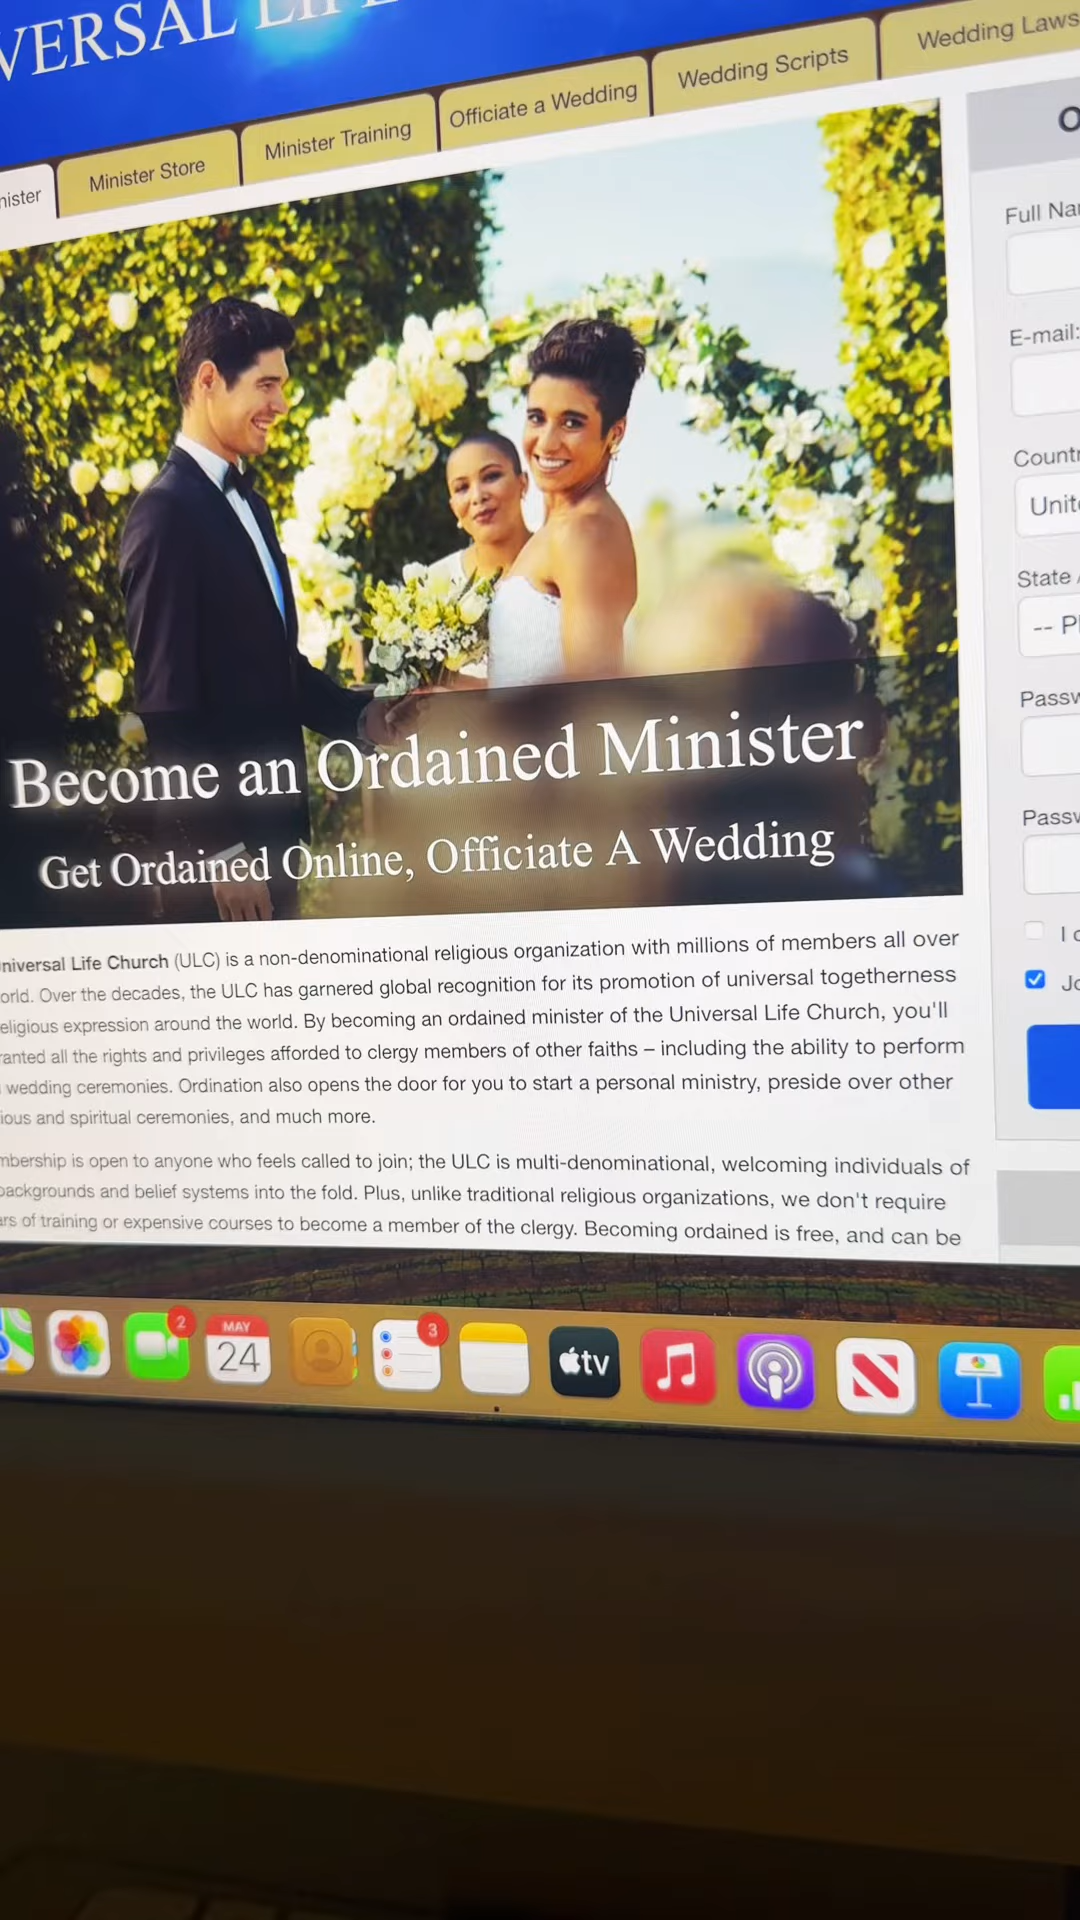 VERSAL LIFE
nister
Minister Store
Minister Training
Officiate a Wedding
Wedding Scripts
Wedding Laws
O
Full Na
E-mail:
Countr
Unit
State
-- Pl
Passw
Passw
I
Jo
Become an Ordained Minister
Get Ordained Online, Officiate A Wedding
niversal Life Church (ULC) is a non-denominational religious organization with millions of members all over
orld. Over the decades, the ULC has garnered global recognition for its promotion of universal togetherness
eligious expression around the world. By becoming an ordained minister of the Universal Life Church, you'll
ranted all the rights and privileges afforded to clergy members of other faiths – including the ability to perform
wedding ceremonies. Ordination also opens the door for you to start a personal ministry, preside over other
ious and spiritual ceremonies, and much more.
mbership is open to anyone who feels called to join; the ULC is multi-denominational, welcoming individuals of
backgrounds and belief systems into the fold. Plus, unlike traditional religious organizations, we don't require
ars of training or expensive courses to become a member of the clergy. Becoming ordained is free, and can be
2
MAY
24
3
tv